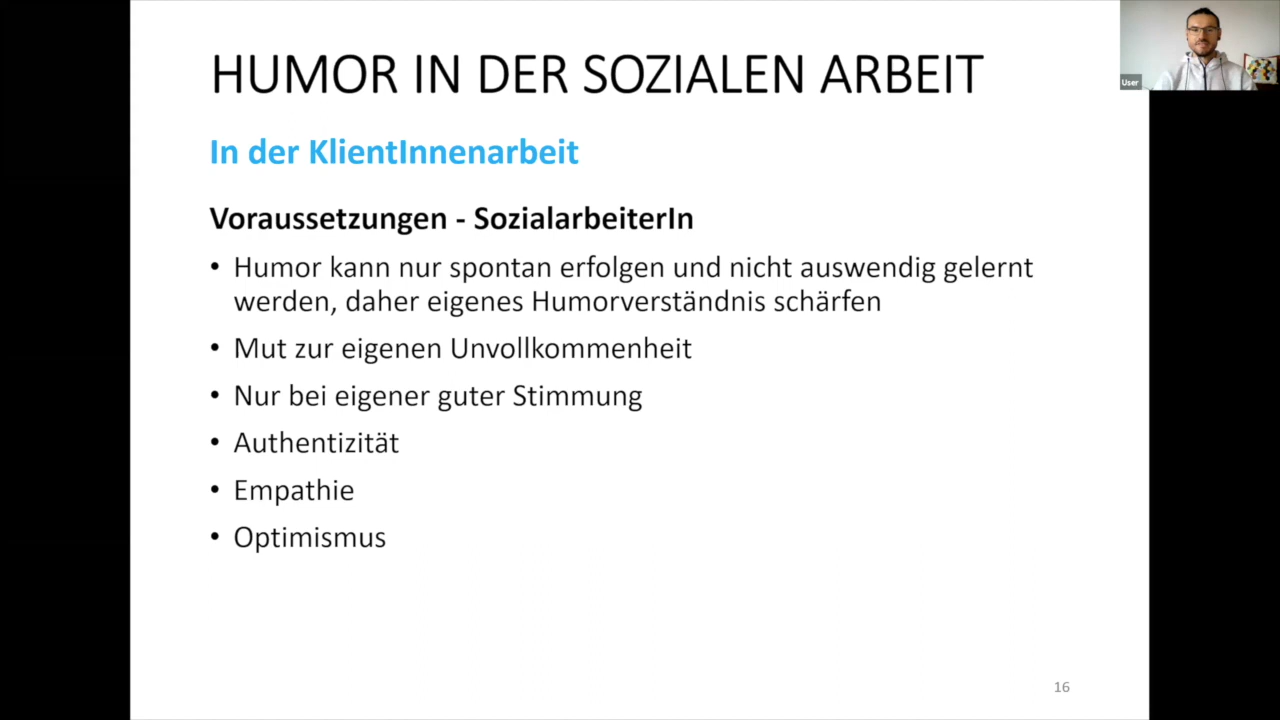 HUMOR IN DER SOZIALEN ARBEIT
User
In der KlientInnenarbeit
Voraussetzungen - SozialarbeiterIn
• Humor kann nur spontan erfolgen und nicht auswendig gelernt
werden, daher eigenes Humorverständnis schärfen
• Mut zur eigenen Unvollkommenheit
• Nur bei eigener guter Stimmung
• Authentizität
• Empathie
• Optimismus
16